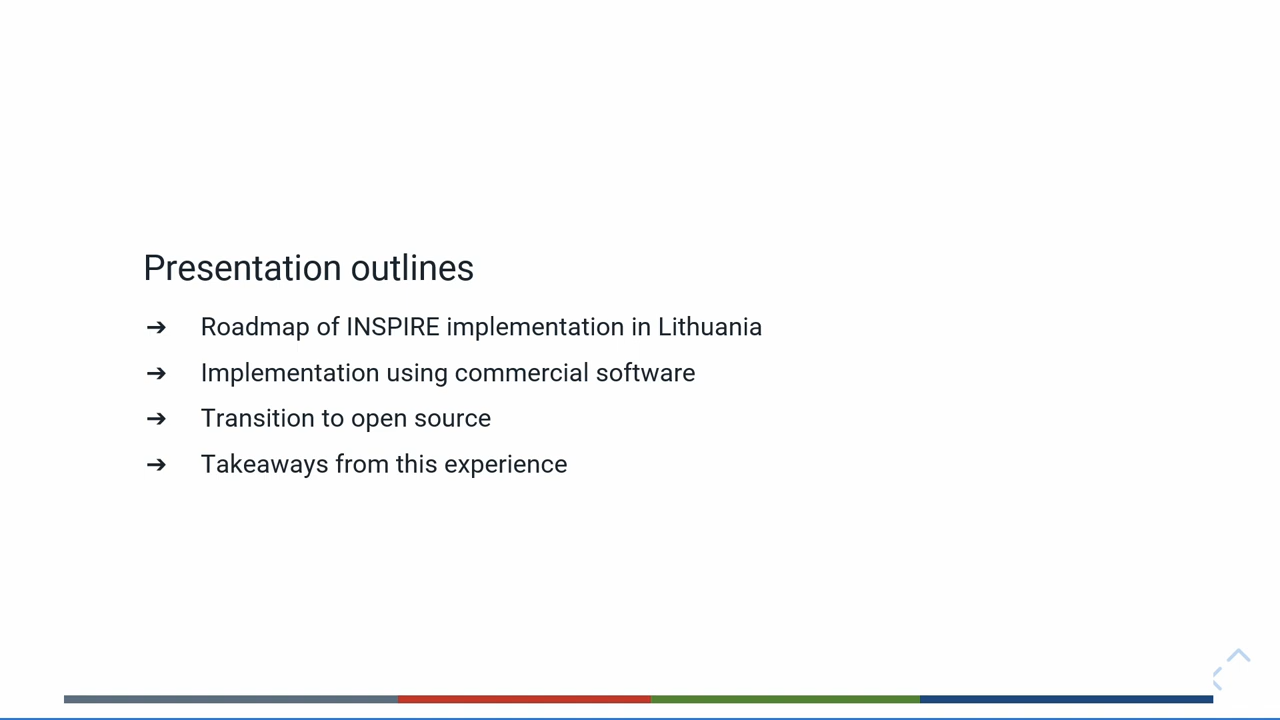 Presentation outlines
➔ Roadmap of INSPIRE implementation in Lithuania
➔ Implementation using commercial software
➔ Transition to open source
➔ Takeaways from this experience